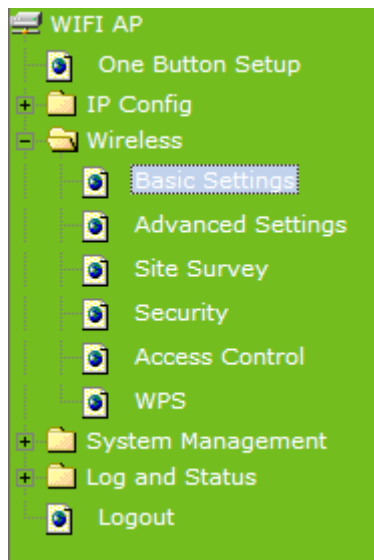 WIFI AP
One Button Setup
IP Config
Wireless
Basic Settings
Advanced Settings
Site Survey
Security
Access Control
WPS
System Management
Log and Status
Logout